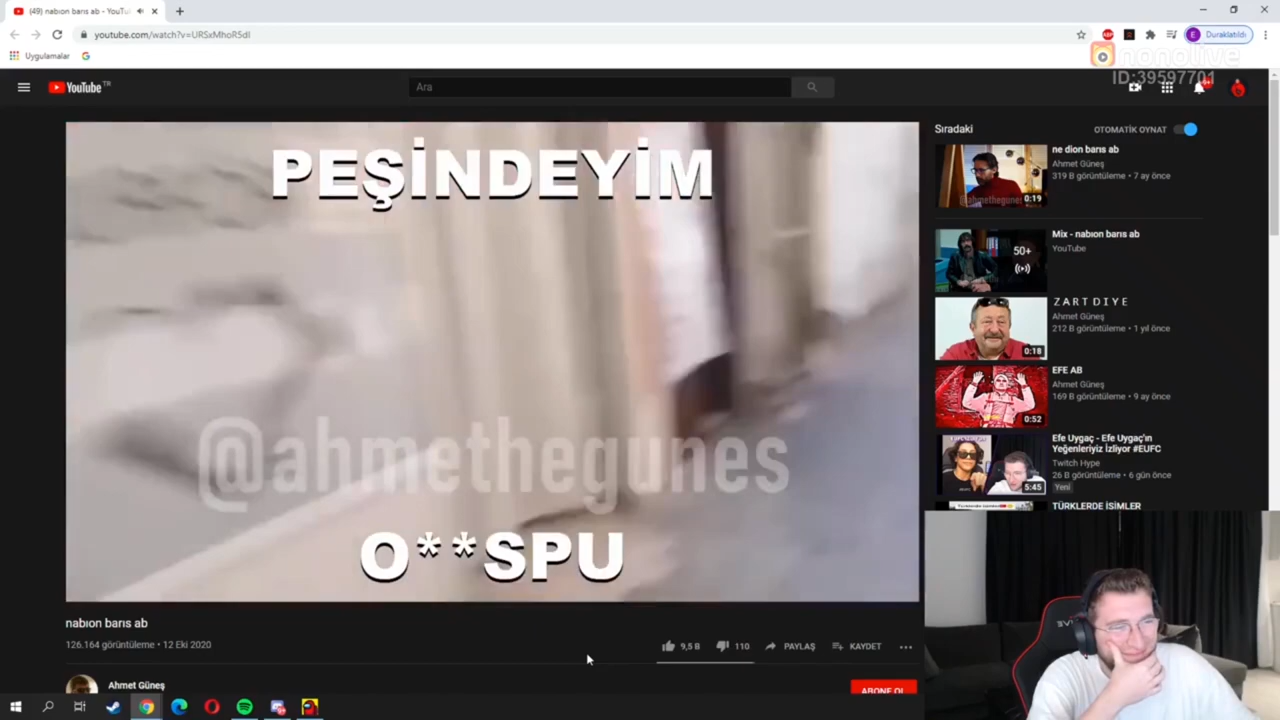 (49) nabıon barıs ab - YouTu
youtube.com/watch?v=URSxMhoR5dI
Duraklatıldı
Uygulamalar
nonolive
ID:39597701
YouTube TR
Ara
9+
PEŞİNDEYİM
@ahmethegunes
O**SPU
nabıon barıs ab
126.164 görüntüleme • 12 Eki 2020
9,5 B
110
PAYLAŞ
KAYDET
Ahmet Güneş
ABONE OL
Sıradaki
OTOMATİK OYNAT
ne dion barıs ab
Ahmet Güneş
319 B görüntüleme • 7 ay önce
@ahmethegunes
0:19
Mix - nabıon barıs ab
YouTube
50+
Z A R T D I Y E
Ahmet Güneş
212 B görüntüleme • 1 yıl önce
0:18
EFE AB
Ahmet Güneş
169 B görüntüleme • 9 ay önce
0:52
Efe Uygaç - Efe Uygaç'ın
Yeğenleriyiz İzliyor #EUFC
Twitch Hype
26 B görüntüleme • 6 gün önce
Yeni
5:45
TÜRKLERDE İSİMLER